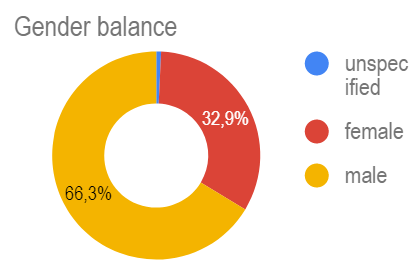 Gender balance
unspec
ified
32,9%
female
male
66,3%